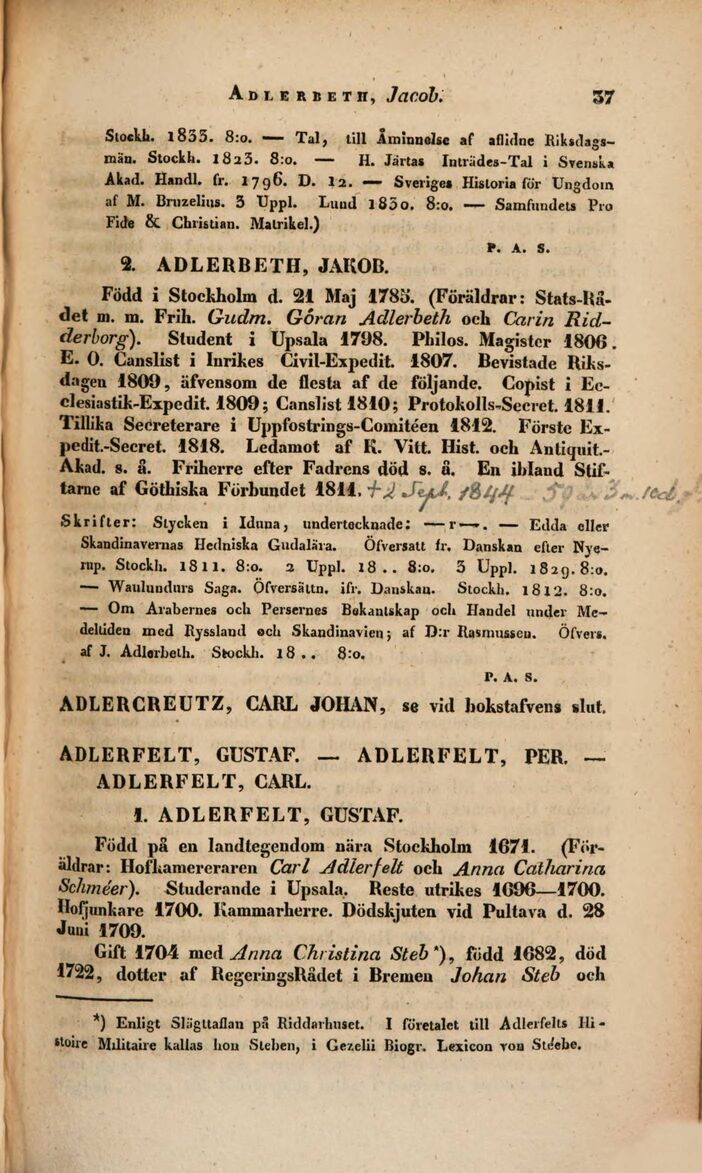 ADLERBETH, Jacob. 37
Stockh. 1833. 8:o. — Tal, till Åminnelse af aflidne Riksdags-
män. Stockh. 1823. 8:o. — H. Järtas Inträdes-Tal i Svenska
Akad. Handl. fr. 1796. D. 12. — Sveriges Historia för Ungdom
af M. Bruzelius. 3 Uppl. Lund 1830. 8:o. — Samfundets Pro
Fide & Christian. Matrikel.)
P. A. S.
2. ADLERBETH, JAKOB.
Född i Stockholm d. 21 Maj 1785. (Föräldrar: Stats-Rå-
det m. m. Frih. Gudm. Göran Adlerbeth och Carin Rid-
derborg). Student i Upsala 1798. Philos. Magister 1806.
E. O. Canslist i Inrikes Civil-Expedit. 1807. Bevistade Riks-
dagen 1809, äfvensom de flesta af de följande. Copist i Ec-
clesiastik-Expedit. 1809; Canslist 1810; Protokolls-Secret. 1811.
Tillika Secreterare i Uppfostrings-Comitéen 1812. Förste Ex-
pedit.-Secret. 1818. Ledamot af K. Vitt. Hist. och Antiquit.-
Akad. s. å. Friherre efter Fadrens död s. å. En ibland Stif-
tarne af Göthiska Förbundet 1811. + 2 Sept. 1844
Skrifter: Stycken i Iduna, undertecknade: — r —. — Edda eller
Skandinavernas Hedniska Gudalära. Öfversatt fr. Danskan efter Nye-
rup. Stockh. 1811. 8:o. 2 Uppl. 18 .. 8:o. 3 Uppl. 1829. 8:o.
— Waulundurs Saga. Öfversättn. ifr. Danskan. Stockh. 1812. 8:o.
— Om Arabernes och Persernes Bekantskap och Handel under Me-
deltiden med Ryssland och Skandinavien; af D:r Rasmussen. Öfvers.
af J. Adlerbeth. Stockh. 18 .. 8:o.
P. A. S.
ADLERCREUTZ, CARL JOHAN, se vid bokstafvens slut.
ADLERFELT, GUSTAF. — ADLERFELT, PER. —
ADLERFELT, CARL.
1. ADLERFELT, GUSTAF.
Född på en landtegendom nära Stockholm 1671. (För-
äldrar: Hofkamereraren Carl Adlerfelt och Anna Catharina
Schméer). Studerande i Upsala. Reste utrikes 1696—1700.
Hofjunkare 1700. Kammarherre. Dödskjuten vid Pultava d. 28
Juni 1709.
Gift 1704 med Anna Christina Steb *), född 1682, död
1722, dotter af RegeringsRådet i Bremen Johan Steb och
*) Enligt Slägttaflan på Riddarhuset. I företalet till Adlerfelts Hi-
stoire Militaire kallas hon Steben, i Gezelii Biogr. Lexicon von